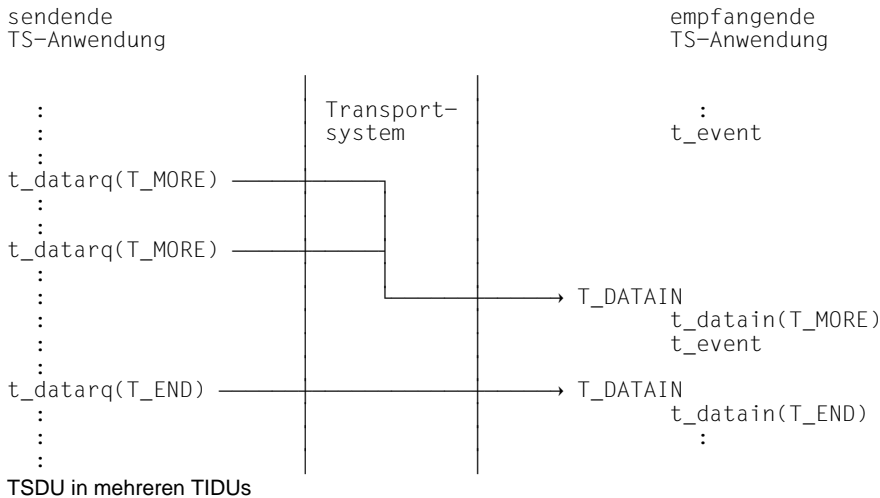 sendende empfangende
TS-Anwendung TS-Anwendung
: Transport- :
: system t_event
:
t_datarq(T_MORE)
:
:
t_datarq(T_MORE)
:
: T_DATAIN
: t_datain(T_MORE)
: t_event
:
t_datarq(T_END) T_DATAIN
: t_datain(T_END)
: :
:
TSDU in mehreren TIDUs